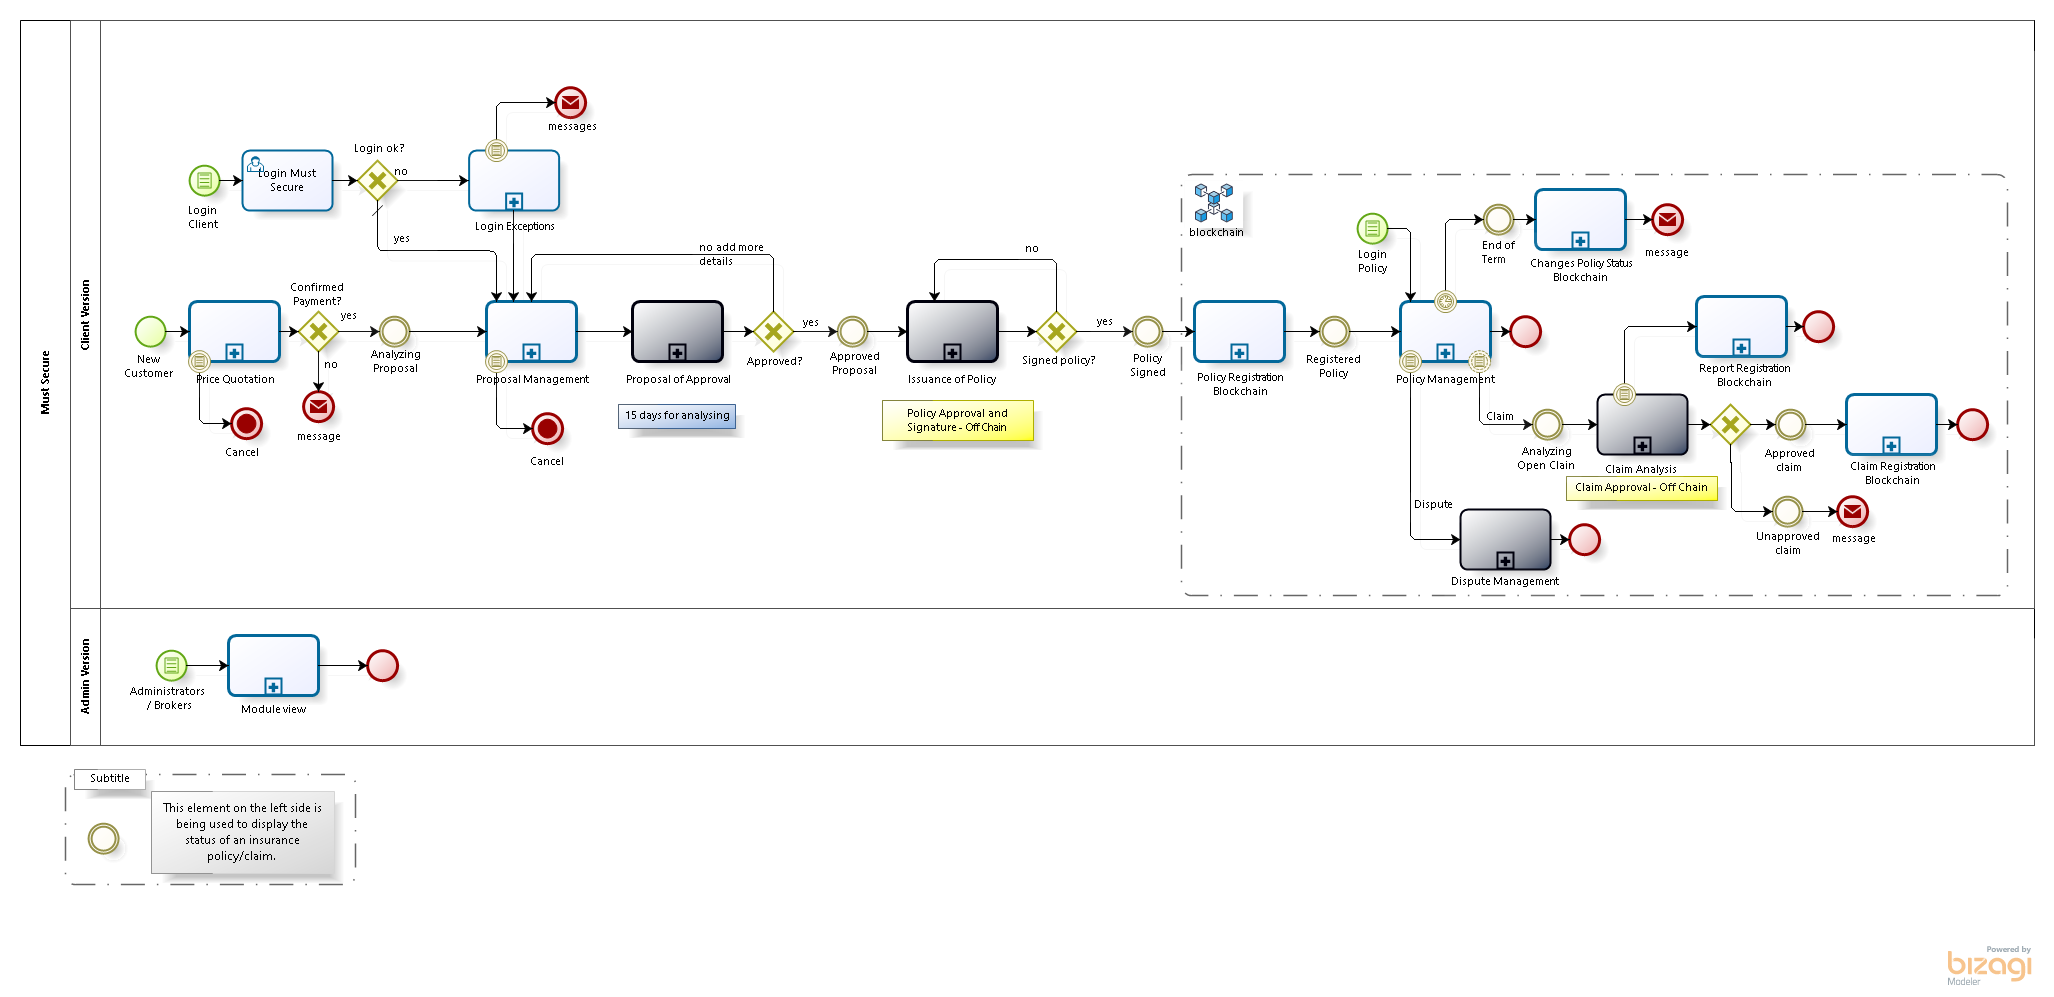 Must Secure
Client Version
messages
Login ok?
no
Login Must
Secure
Login
Client
Login Exceptions
yes
no add more
details
no
blockchain
Login
Policy
End of
Term
Changes Policy Status
Blockchain
message
Confirmed
Payment?
yes
New
Customer
Price Quotation
no
message
Cancel
Analyzing
Proposal
Proposal Management
Cancel
Proposal of Approval
15 days for analysing
Approved?
yes
Approved
Proposal
Issuance of Policy
Policy Approval and
Signature - Off Chain
Signed policy?
yes
Policy
Signed
Policy Registration
Blockchain
Registered
Policy
Policy Management
Report Registration
Blockchain
Claim
Analyzing
Open Clain
Claim Analysis
Claim Approval - Off Chain
Approved
claim
Claim Registration
Blockchain
Unapproved
claim
message
Dispute
Dispute Management
Admin Version
Administrators
/ Brokers
Module view
Subtitle
This element on the left side is
being used to display the
status of an insurance
policy/claim.
Powered by
bizagi
Modeler